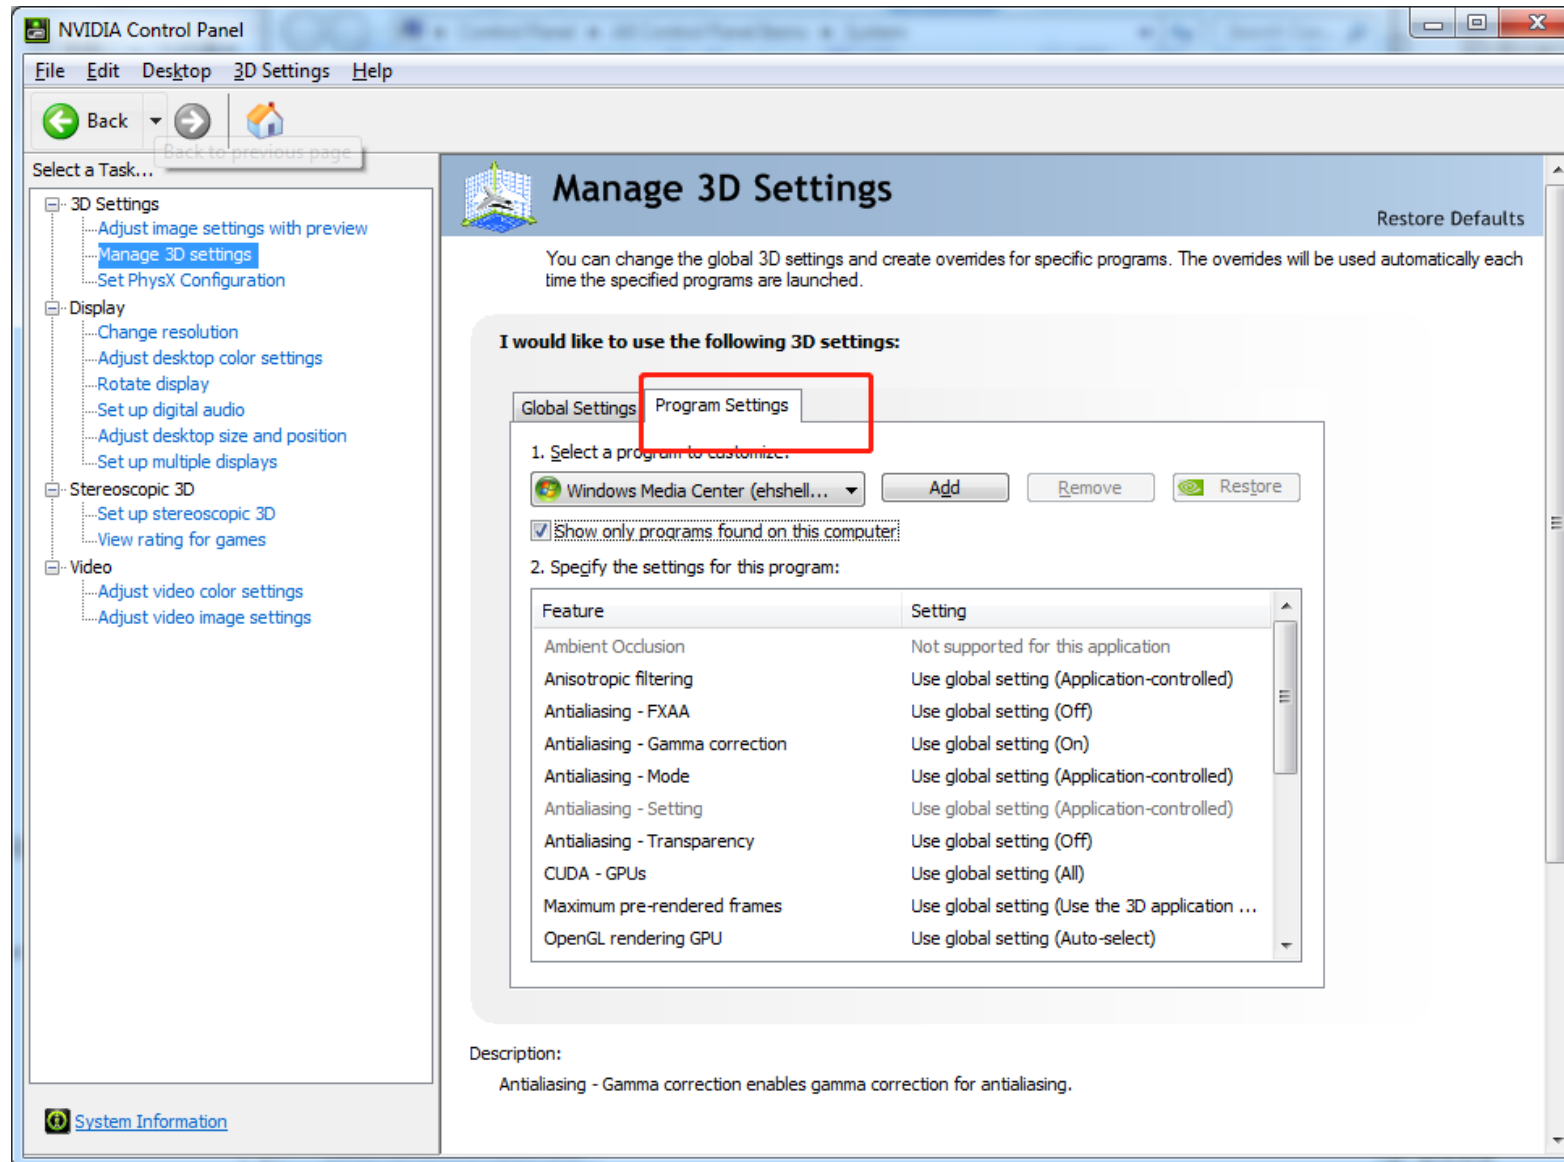 NVIDIA Control Panel
File Edit Desktop 3D Settings Help
Back
Back to previous page
Select a Task...
3D Settings
Adjust image settings with preview
Manage 3D settings
Set PhysX Configuration
Display
Change resolution
Adjust desktop color settings
Rotate display
Set up digital audio
Adjust desktop size and position
Set up multiple displays
Stereoscopic 3D
Set up stereoscopic 3D
View rating for games
Video
Adjust video color settings
Adjust video image settings
System Information
Manage 3D Settings
Restore Defaults
You can change the global 3D settings and create overrides for specific programs. The overrides will be used automatically each
time the specified programs are launched.
I would like to use the following 3D settings:
Global Settings Program Settings
1. Select a program to customize:
Windows Media Center (ehshell... Add Remove Restore
Show only programs found on this computer
2. Specify the settings for this program:
Feature Setting
Ambient Occlusion Not supported for this application
Anisotropic filtering Use global setting (Application-controlled)
Antialiasing - FXAA Use global setting (Off)
Antialiasing - Gamma correction Use global setting (On)
Antialiasing - Mode Use global setting (Application-controlled)
Antialiasing - Setting Use global setting (Application-controlled)
Antialiasing - Transparency Use global setting (Off)
CUDA - GPUs Use global setting (All)
Maximum pre-rendered frames Use global setting (Use the 3D application ...
OpenGL rendering GPU Use global setting (Auto-select)
Description:
Antialiasing - Gamma correction enables gamma correction for antialiasing.